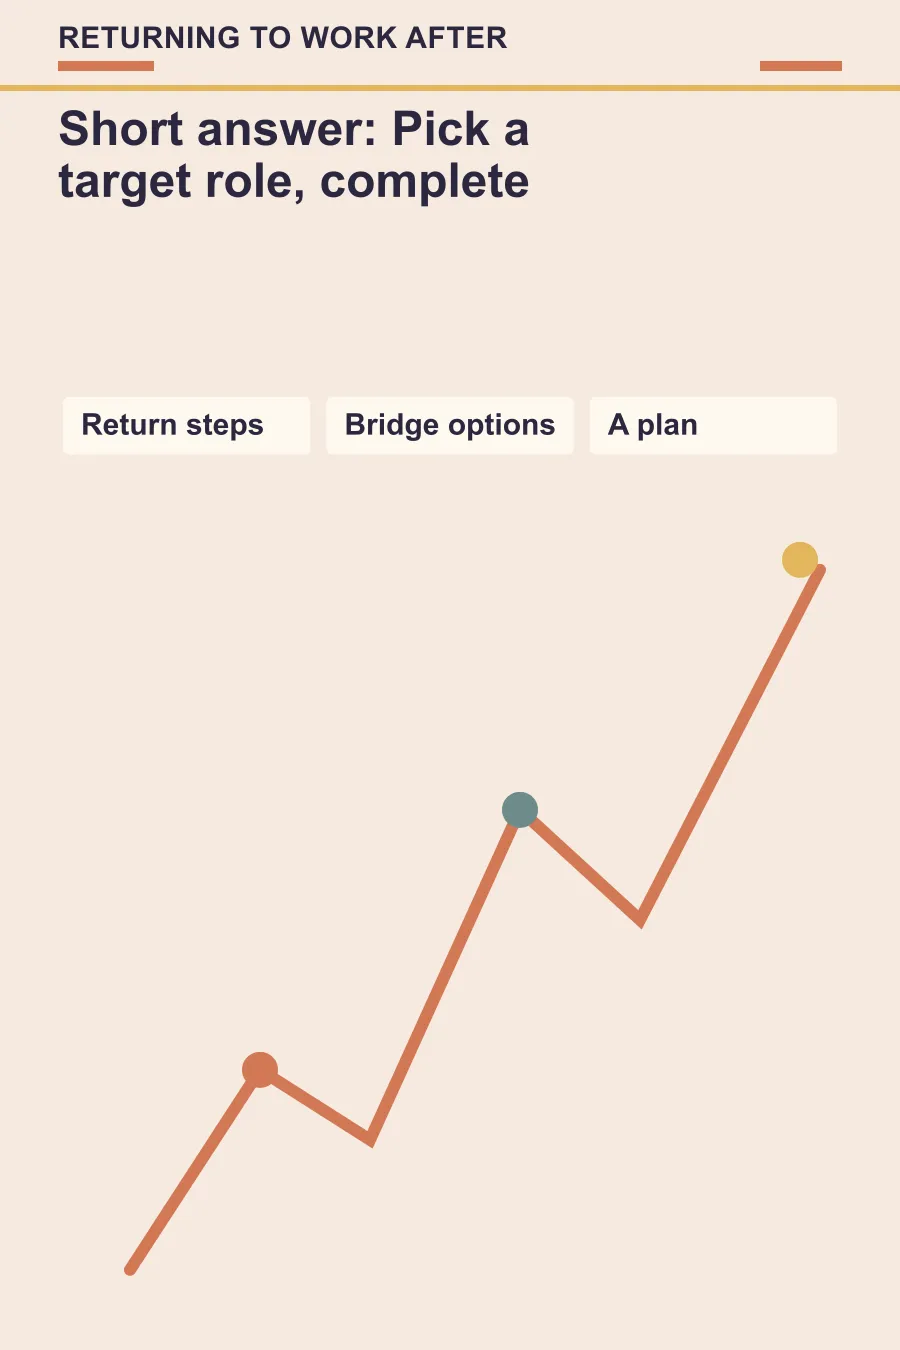 RETURNING TO WORK AFTER
Short answer: Pick a
target role, complete
Return steps
Bridge options
A plan